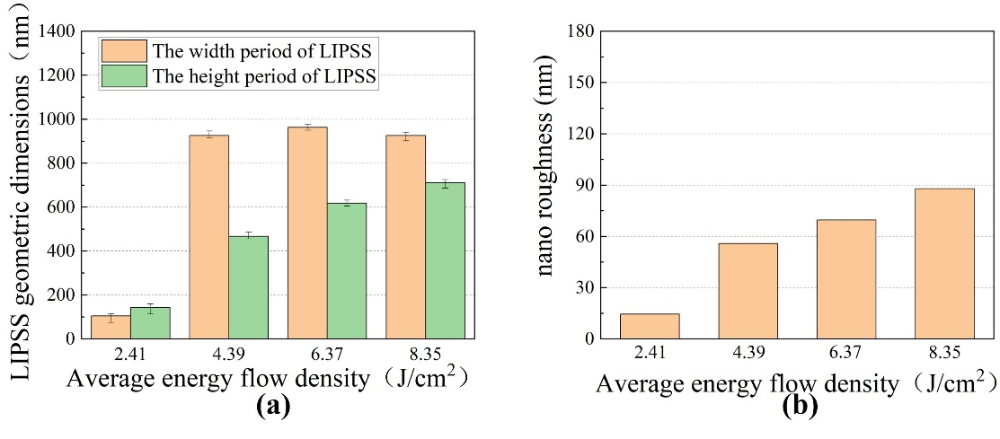 LIPSS geometric dimensions（nm）
1400
1200
1000
800
600
400
200
0
The width period of LIPSS
The height period of LIPSS
2.41 4.39 6.37 8.35
Average energy flow density（J/cm²）
(a)
nano roughness (nm)
180
150
120
90
60
30
0
2.41 4.39 6.37 8.35
Average energy flow density（J/cm²）
(b)